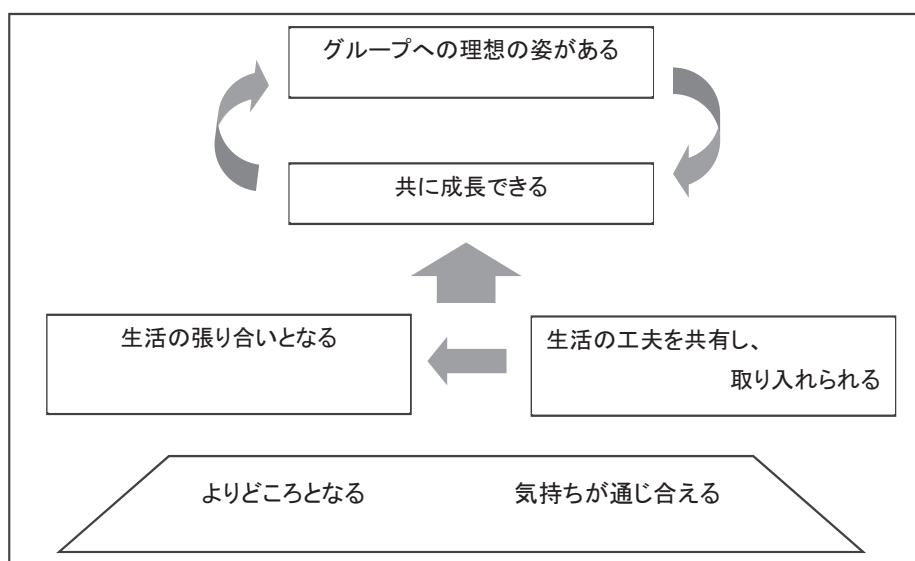 グループへの理想の姿がある
共に成長できる
生活の張り合いとなる
生活の工夫を共有し、
取り入れられる
よりどころとなる
気持ちが通じ合える